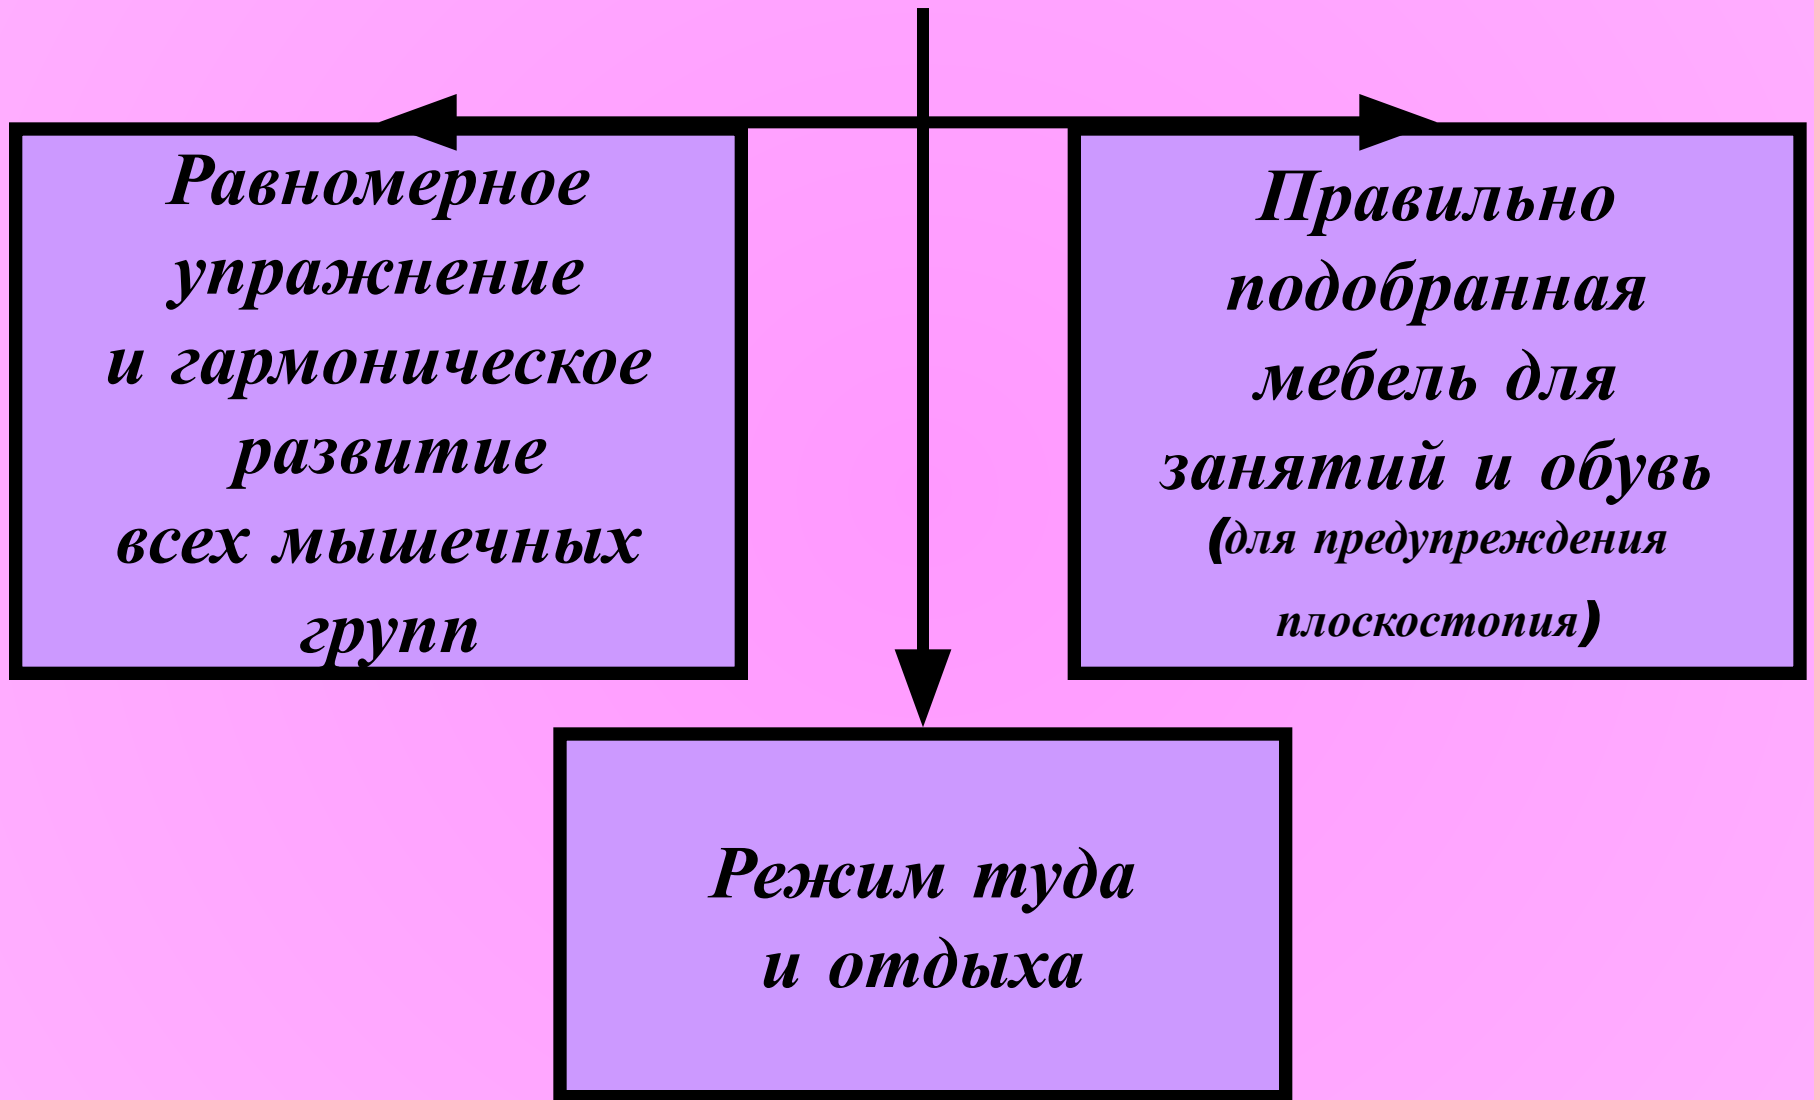 Равномерное
упражнение
и гармоническое
развитие
всех мышечных
групп
Правильно
подобранная
мебель для
занятий и обувь
(для предупреждения
плоскостопия)
Режим туда
и отдыха